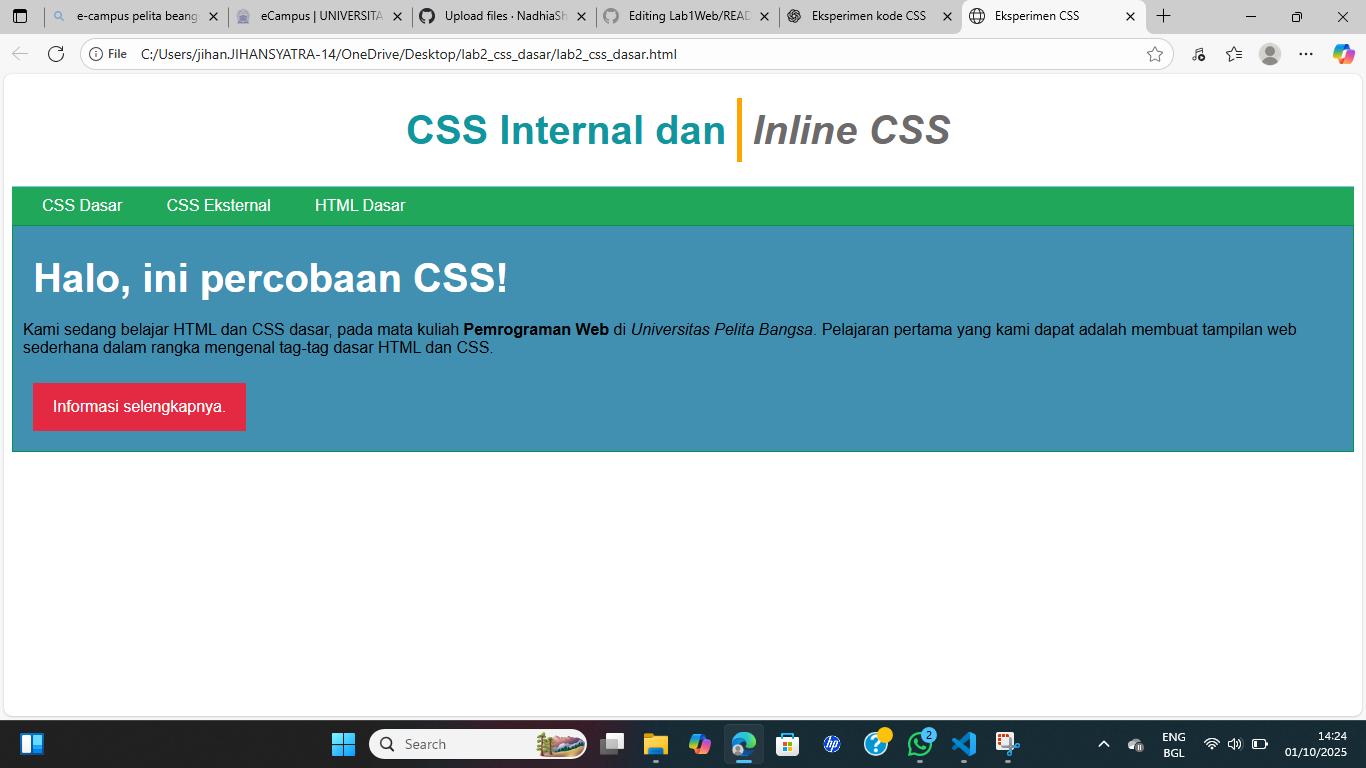 e-campus pelita beang
eCampus | UNIVERSITA
Upload files · NadhiaSh
Editing Lab1Web/READ
Eksperimen kode CSS
Eksperimen CSS
File C:/Users/jihan.JIHANSYATRA-14/OneDrive/Desktop/lab2_css_dasar/lab2_css_dasar.html
CSS Internal dan Inline CSS
CSS Dasar CSS Eksternal HTML Dasar
Halo, ini percobaan CSS!
Kami sedang belajar HTML dan CSS dasar, pada mata kuliah Pemrograman Web di Universitas Pelita Bangsa. Pelajaran pertama yang kami dapat adalah membuat tampilan web
sederhana dalam rangka mengenal tag-tag dasar HTML dan CSS.
Informasi selengkapnya.
Search
hp
2
ENG
BGL
14:24
01/10/2025